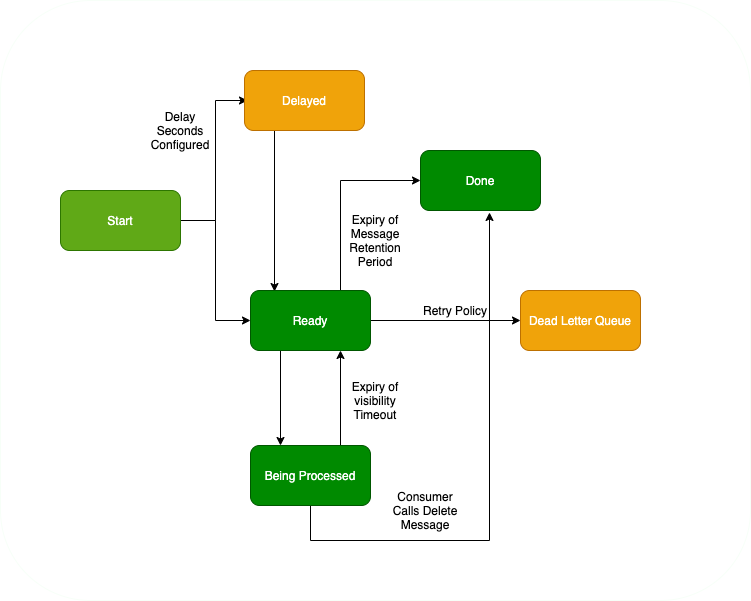 Delayed
Delay
Seconds
Configured
Done
Start
Expiry of
Message
Retention
Period
Ready
Retry Policy
Dead Letter Queue
Expiry of
visibility
Timeout
Being Processed
Consumer
Calls Delete
Message